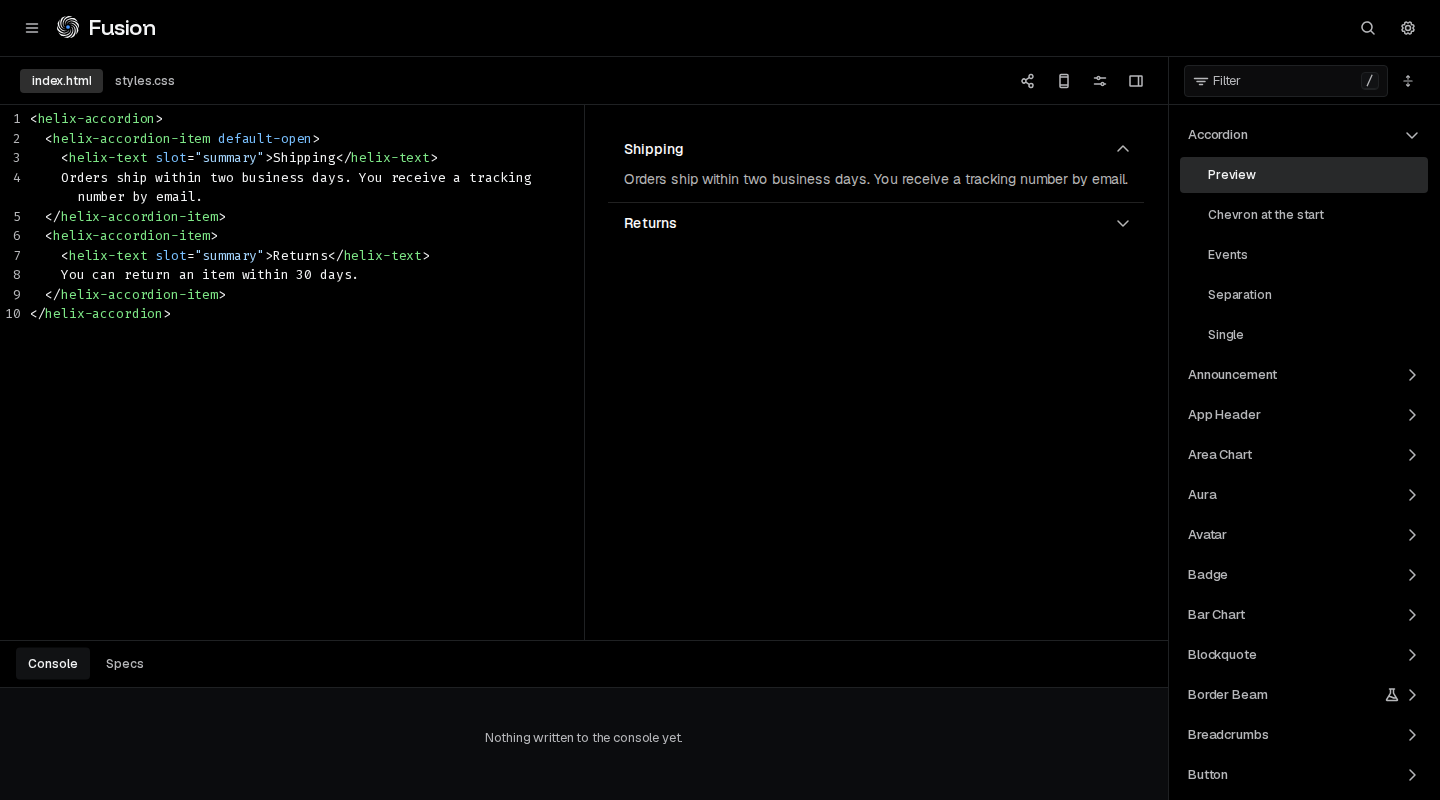 Fusion
index.html styles.css
Filter /
1 <helix-accordion>
2 <helix-accordion-item default-open>
3 <helix-text slot="summary">Shipping</helix-text>
4 Orders ship within two business days. You receive a tracking
number by email.
5 </helix-accordion-item>
6 <helix-accordion-item>
7 <helix-text slot="summary">Returns</helix-text>
8 You can return an item within 30 days.
9 </helix-accordion-item>
10 </helix-accordion>
Shipping
Orders ship within two business days. You receive a tracking number by email.
Returns
Console Specs
Nothing written to the console yet.
Accordion
Preview
Chevron at the start
Events
Separation
Single
Announcement
App Header
Area Chart
Aura
Avatar
Badge
Bar Chart
Blockquote
Border Beam
Breadcrumbs
Button